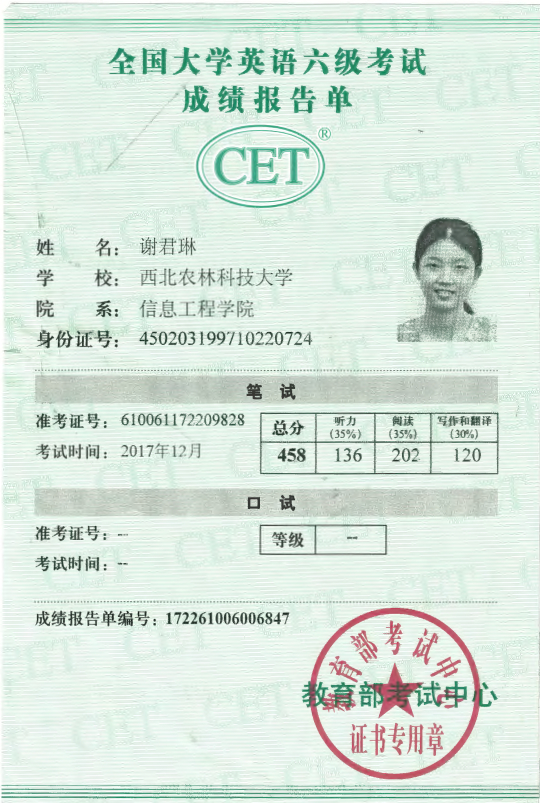 全国大学英语六级考试
成绩报告单
CET®
姓 名： 谢君琳
学 校： 西北农林科技大学
院 系： 信息工程学院
身份证号： 450203199710220724
笔 试
准考证号： 610061172209828
考试时间： 2017年12月
总分 听力 (35%) 阅读 (35%) 写作和翻译 (30%)
458 136 202 120
口 试
准考证号： --
考试时间： --
等级 --
成绩报告单编号： 172261006006847
教育部考试中心
教育部考试中心
证书专用章